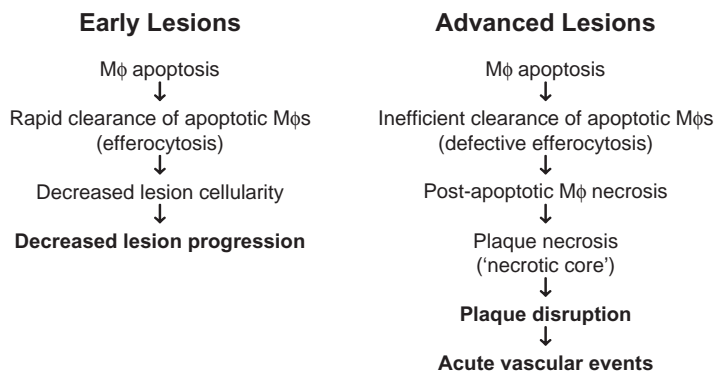 Early Lesions
Mϕ apoptosis
↓
Rapid clearance of apoptotic Mϕs
(efferocytosis)
↓
Decreased lesion cellularity
↓
Decreased lesion progression
Advanced Lesions
Mϕ apoptosis
↓
Inefficient clearance of apoptotic Mϕs
(defective efferocytosis)
↓
Post-apoptotic Mϕ necrosis
↓
Plaque necrosis
(‘necrotic core’)
↓
Plaque disruption
↓
Acute vascular events